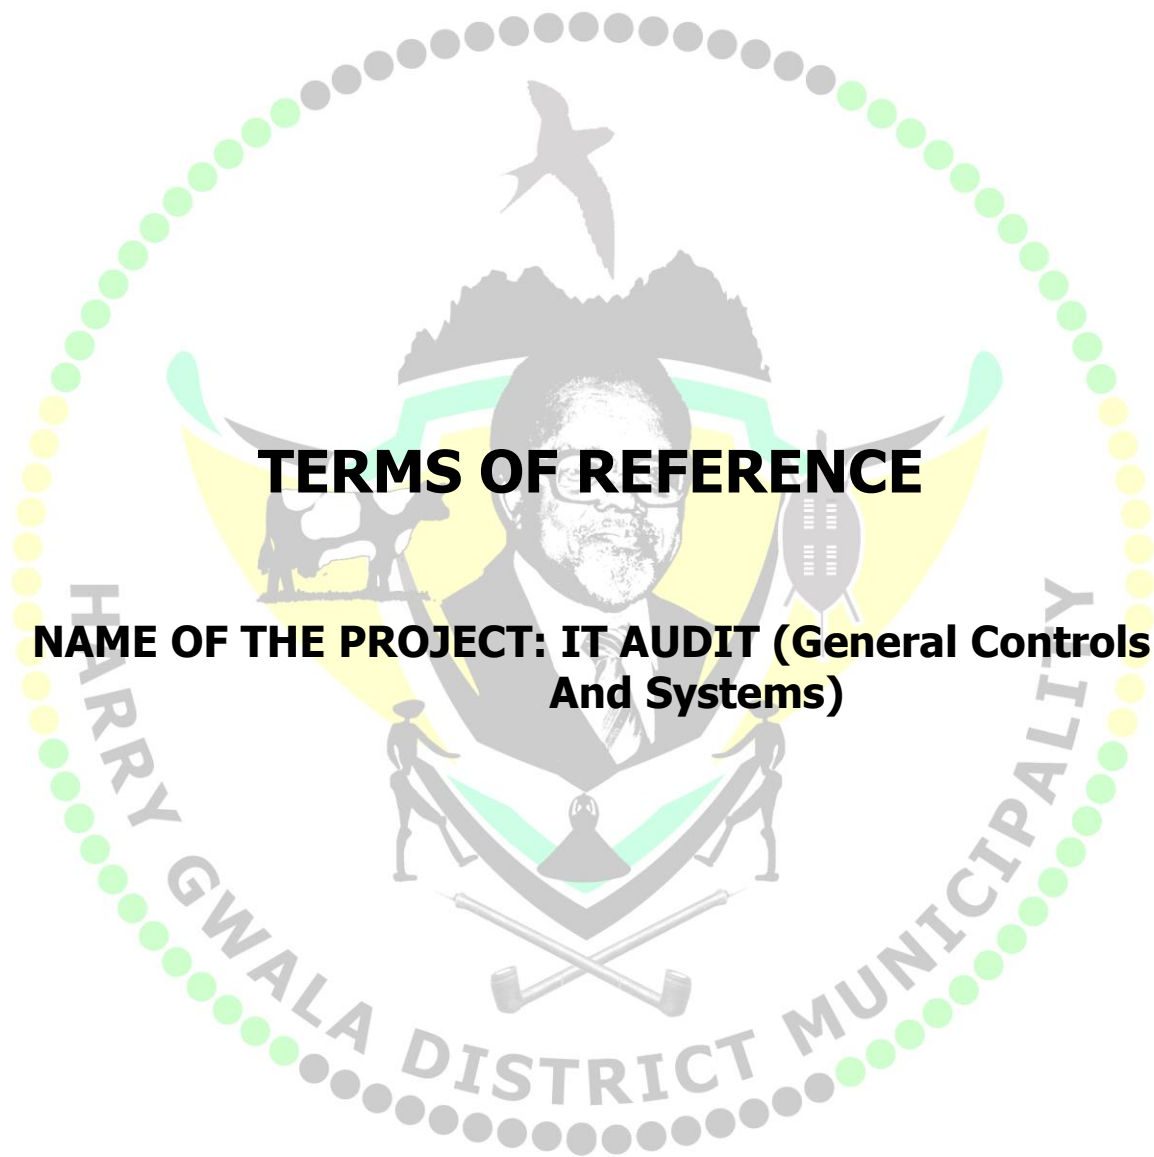 TERMS OF REFERENCE
NAME OF THE PROJECT: IT AUDIT (General Controls
And Systems)
HARRY GWALA DISTRICT MUNICIPALITY